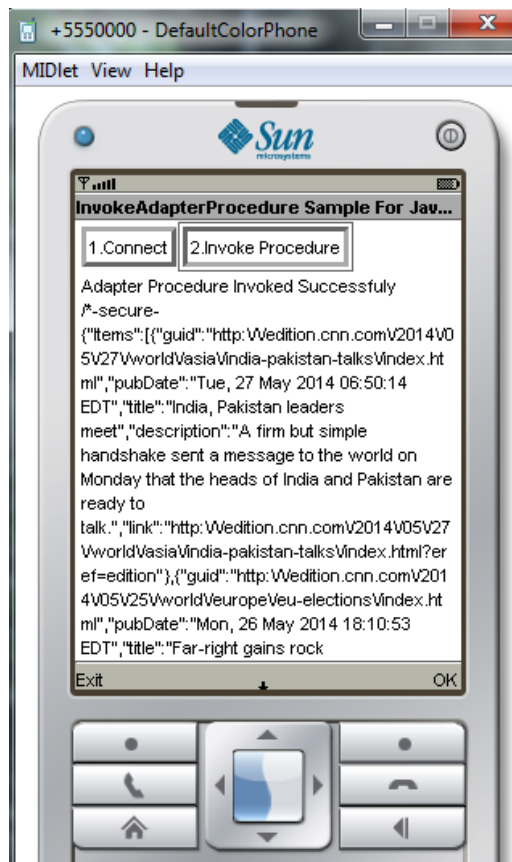 +5550000 - DefaultColorPhone
MIDlet View Help
Sun
microsystems
InvokeAdapterProcedure Sample For Jav...
1.Connect 2.Invoke Procedure
Adapter Procedure Invoked Successfuly
/*-secure-
{"Items":[{"guid":"http:\/\/edition.cnn.com\/2014\/0
5\/27\/world\/asia\/india-pakistan-talks\/index.ht
ml","pubDate":"Tue, 27 May 2014 06:50:14
EDT","title":"India, Pakistan leaders
meet","description":"A firm but simple
handshake sent a message to the world on
Monday that the heads of India and Pakistan are
ready to
talk.","link":"http:\/\/edition.cnn.com\/2014\/05\/27
\/world\/asia\/india-pakistan-talks\/index.html?er
ef=edition"},{"guid":"http:\/\/edition.cnn.com\/201
4\/05\/25\/world\/europe\/eu-elections\/index.ht
ml","pubDate":"Mon, 26 May 2014 18:10:53
EDT","title":"Far-right gains rock
Exit OK